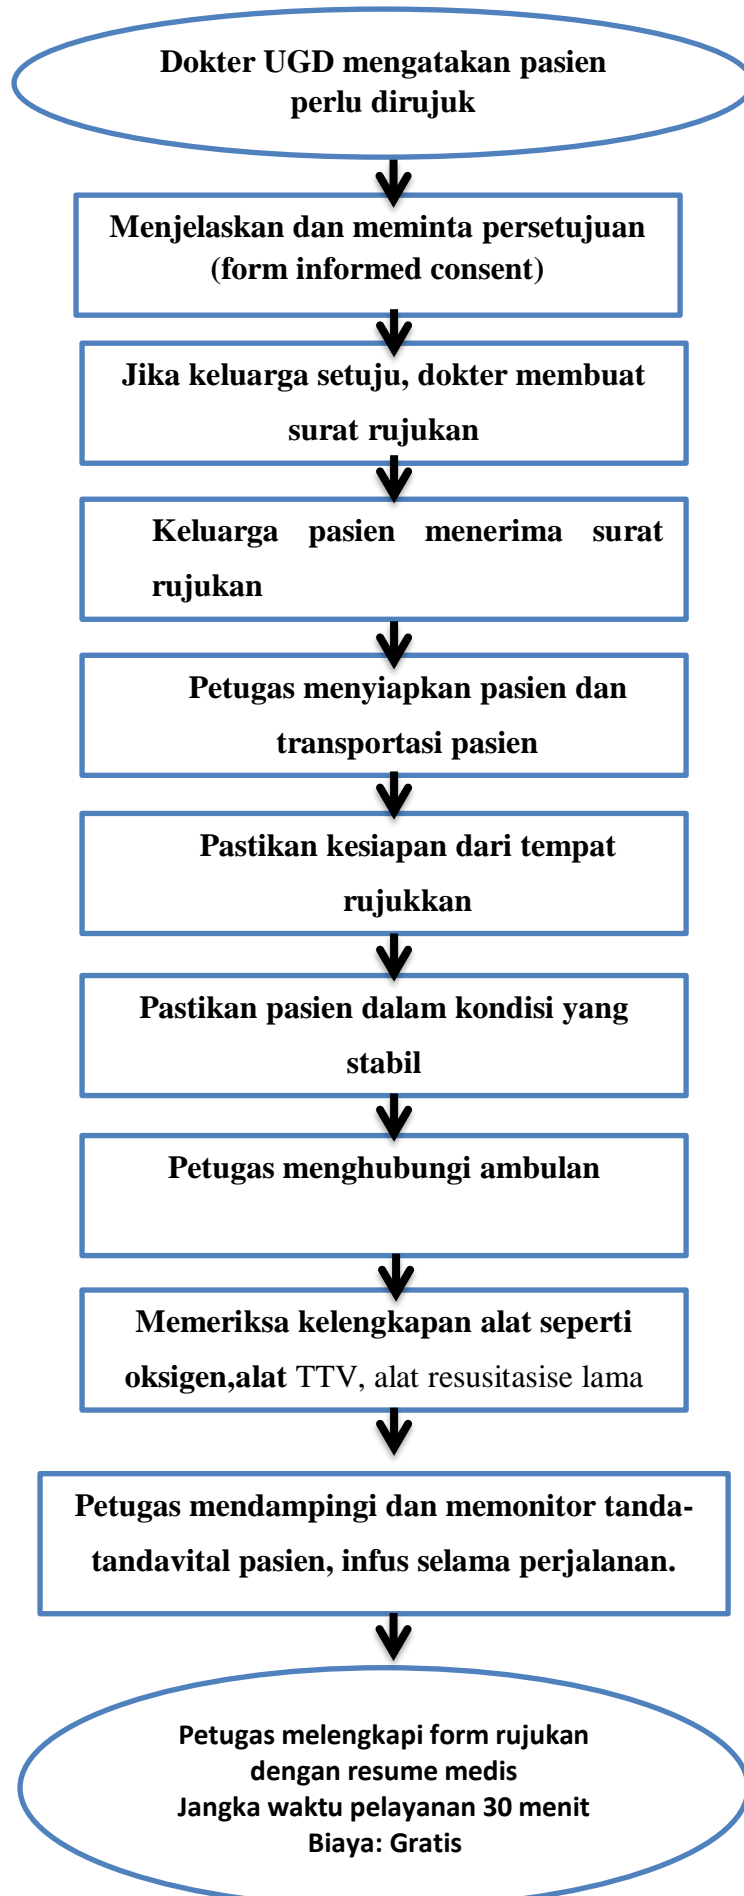 Dokter UGD mengatakan pasien
perlu dirujuk
Menjelaskan dan meminta persetujuan
(form informed consent)
Jika keluarga setuju, dokter membuat
surat rujukan
Keluarga pasien menerima surat
rujukan
Petugas menyiapkan pasien dan
transportasi pasien
Pastikan kesiapan dari tempat
rujukkan
Pastikan pasien dalam kondisi yang
stabil
Petugas menghubungi ambulan
Memeriksa kelengkapan alat seperti
oksigen,alat TTV, alat resusitasise lama
Petugas mendampingi dan memonitor tanda-
tandavital pasien, infus selama perjalanan.
Petugas melengkapi form rujukan
dengan resume medis
Jangka waktu pelayanan 30 menit
Biaya: Gratis